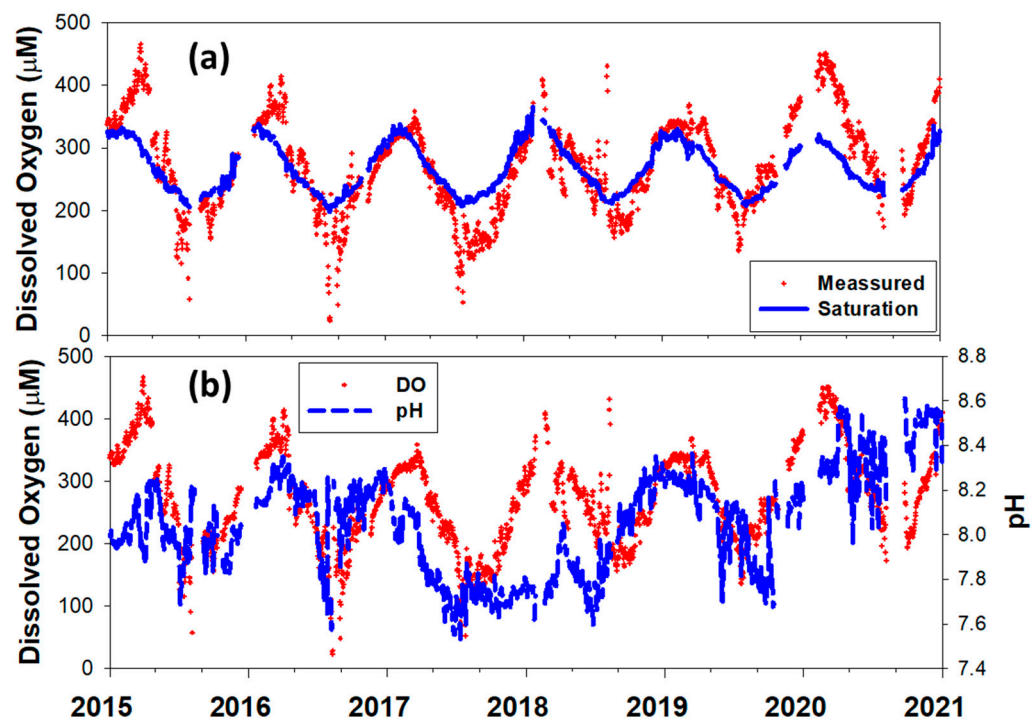 500
(a)
400
300
200
100
0
Dissolved Oxygen (μM)
Meassured
Saturation
500
8.8
(b)
DO
pH
400
8.6
8.4
300
8.2
200
8.0
7.8
100
7.6
0
7.4
Disssolved Oxygen (μM)
pH
2015 2016 2017 2018 2019 2020 2021